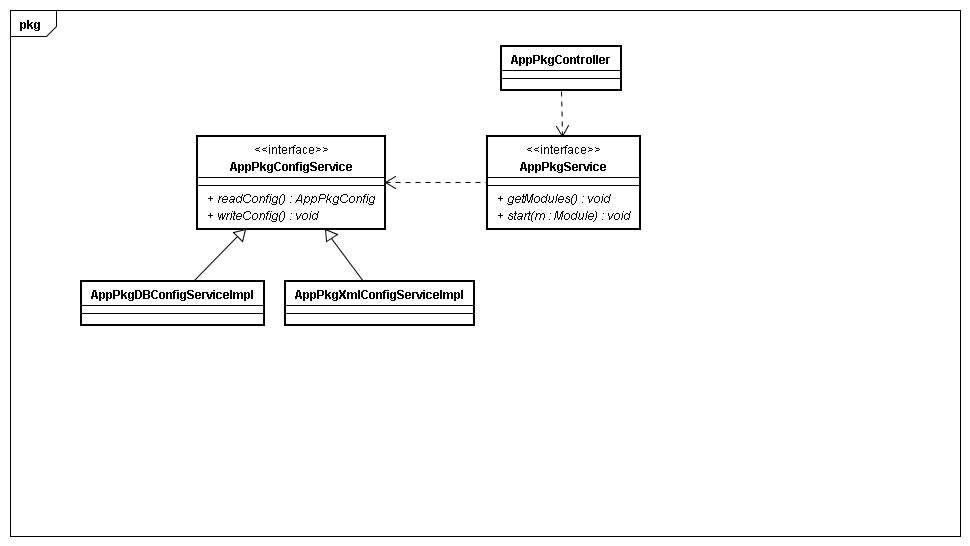 pkg
AppPkgController
<<interface>>
AppPkgConfigService
+ readConfig() : AppPkgConfig
+ writeConfig() : void
<<interface>>
AppPkgService
+ getModules() : void
+ start(m : Module) : void
AppPkgDBConfigServiceImpl
AppPkgXmlConfigServiceImpl